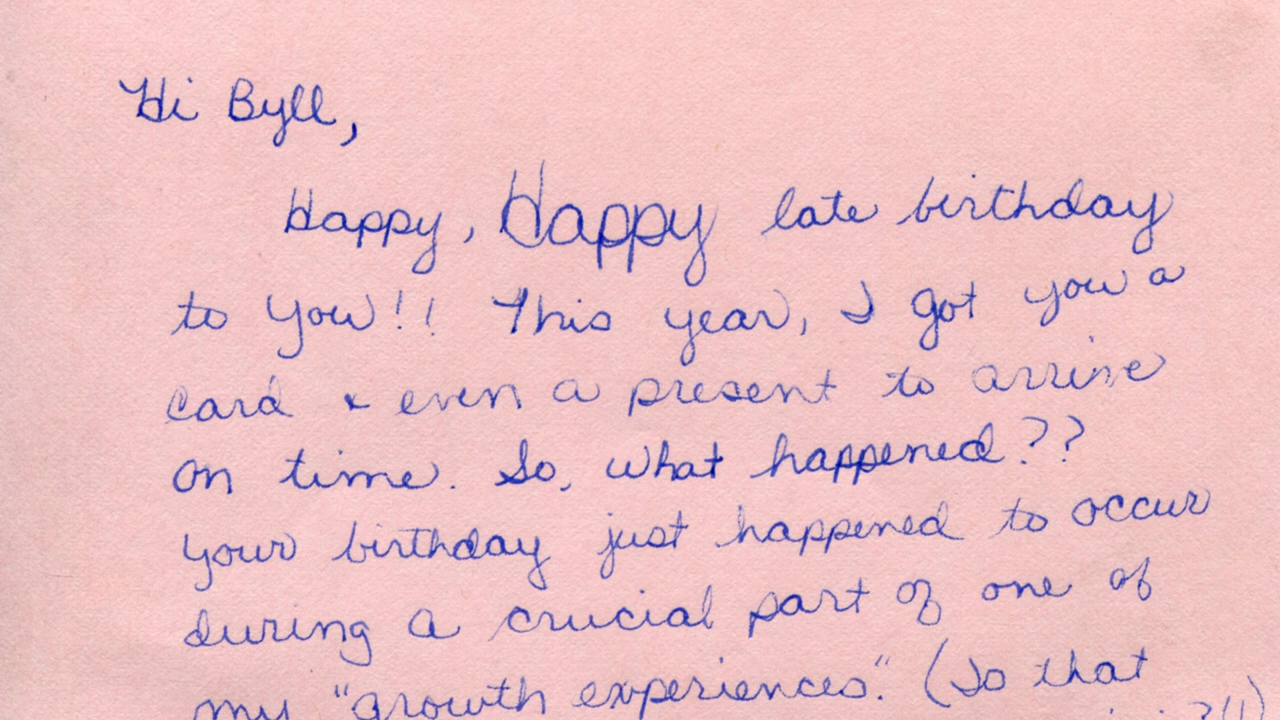 Hi Byll,
Happy, Happy late birthday
to you!! This year, I got you a
card & even a present to arrive
on time. So, what happened??
Your birthday just happened to occur
during a crucial part of one of
my "growth experiences." (So that
?!!)